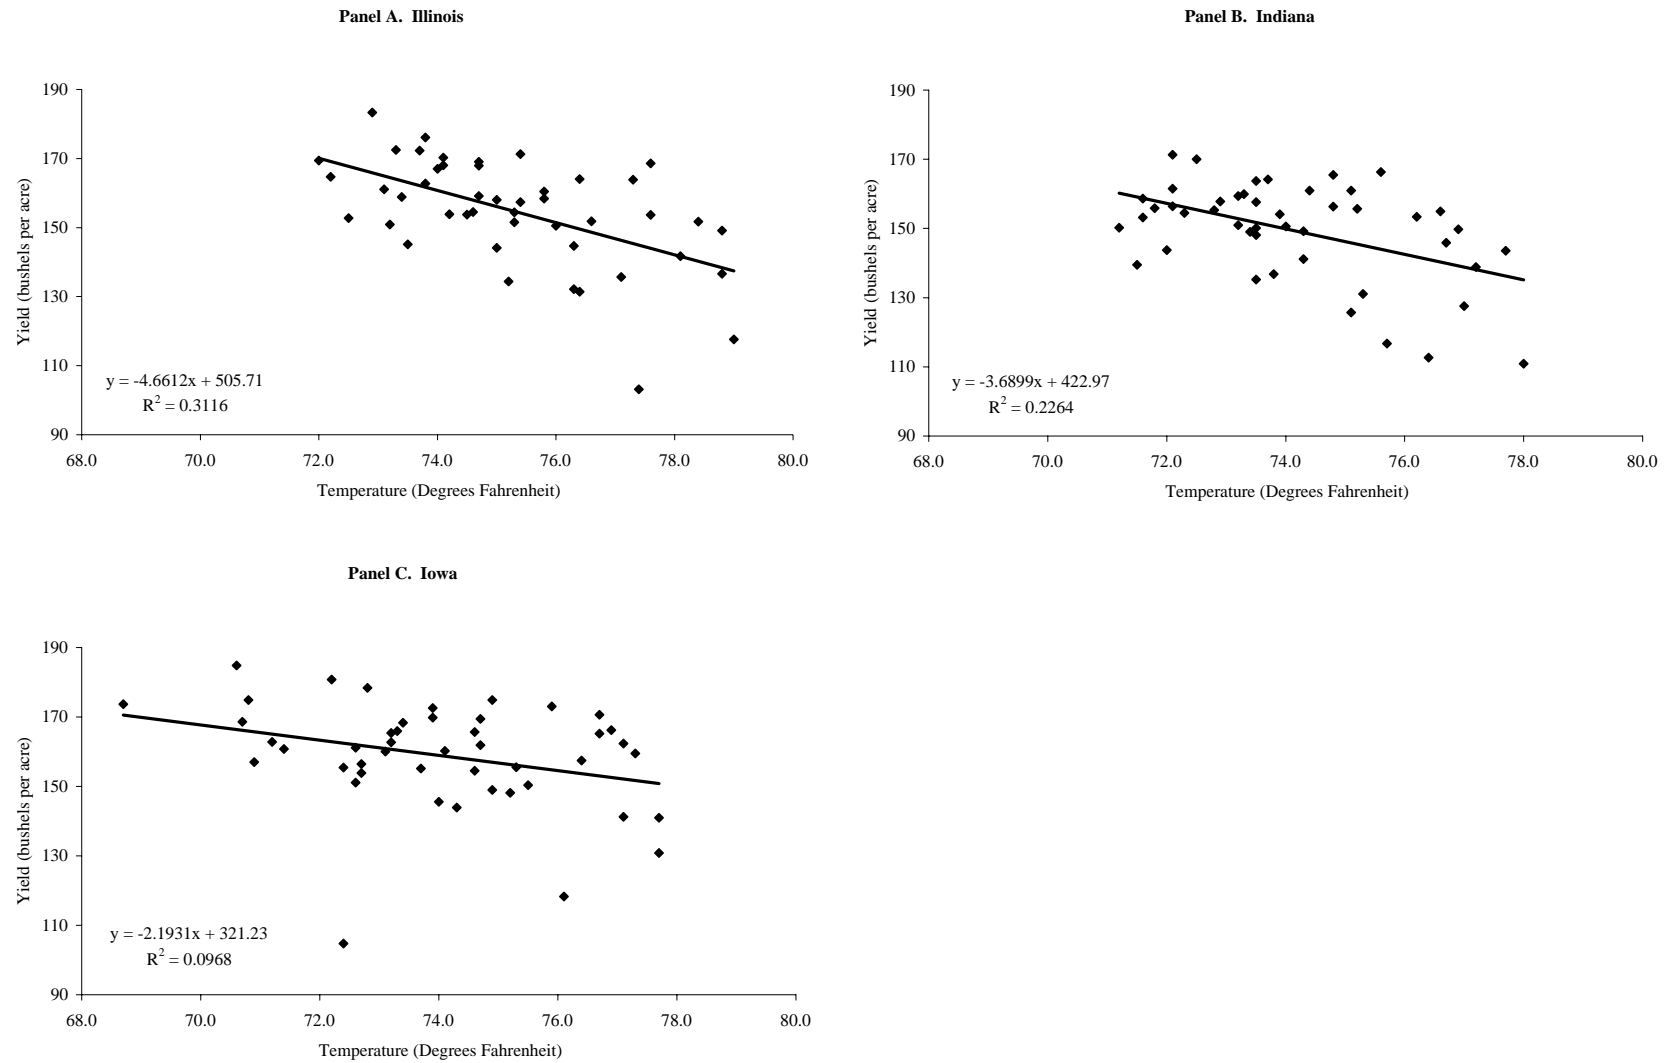 Panel A.  Illinois
190
170
150
130
110
90
68.0 70.0 72.0 74.0 76.0 78.0 80.0
Temperature (Degrees Fahrenheit)
Yield (bushels per acre)
y = -4.6612x + 505.71
R² = 0.3116
Panel B.  Indiana
190
170
150
130
110
90
68.0 70.0 72.0 74.0 76.0 78.0 80.0
Temperature (Degrees Fahrenheit)
Yield (bushels per acre)
y = -3.6899x + 422.97
R² = 0.2264
Panel C.  Iowa
190
170
150
130
110
90
68.0 70.0 72.0 74.0 76.0 78.0 80.0
Temperature (Degrees Fahrenheit)
Yield (bushels per acre)
y = -2.1931x + 321.23
R² = 0.0968